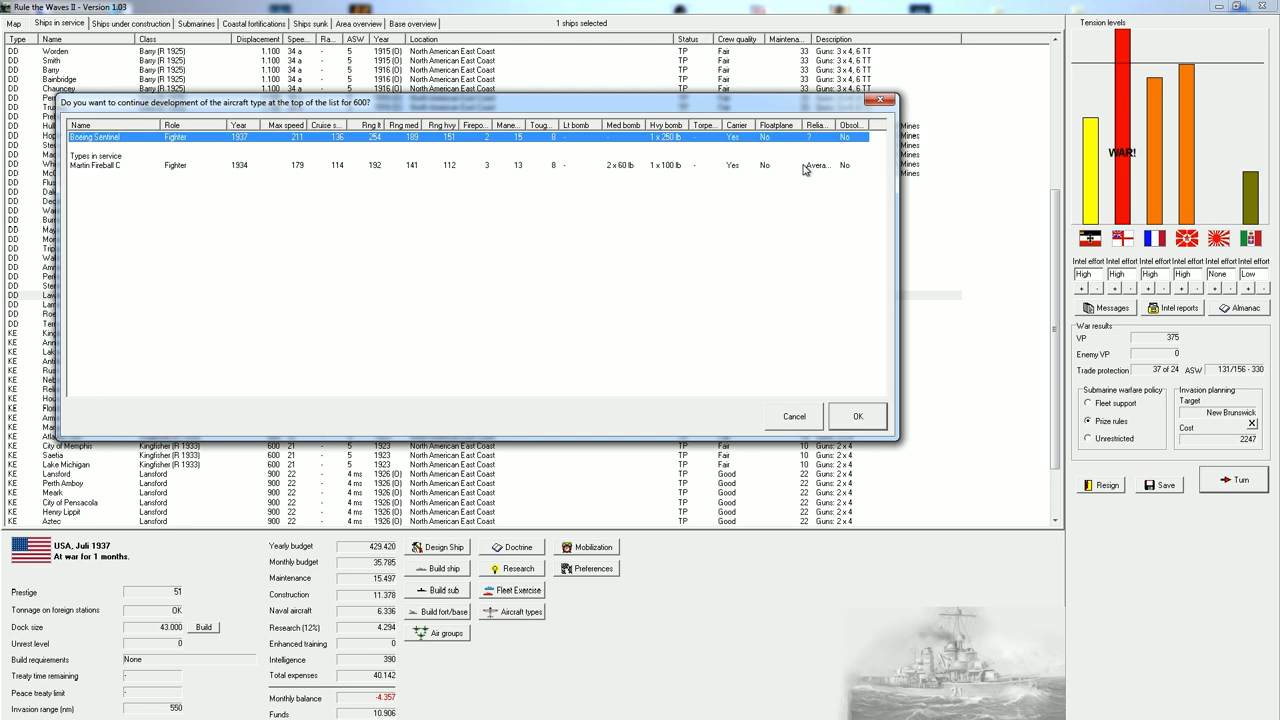 Rule the Waves II - Version 1.03
Map Ships in service Ships under construction Submarines Coastal fortifications Ships sunk Area overview Base overview 1 ships selected
Type Name Class Displacement Spee... Ra... ASW Year Location Status Crew quality Maintena... Description
DD Worden Barry (R 1925) 1.100 34 a - 5 1915 (O) North American East Coast TP Fair 33 Guns: 3 x 4, 6 TT
DD Smith Barry (R 1925) 1.100 34 a - 5 1915 (O) North American East Coast TP Fair 33 Guns: 3 x 4, 6 TT
DD Barry Barry (R 1925) 1.100 34 a - 5 1916 (O) North American East Coast TP Fair 33 Guns: 3 x 4, 6 TT
DD Bainbridge Barry (R 1925) 1.100 34 a - 5 1916 (O) North American East Coast TP Fair 33 Guns: 3 x 4, 6 TT
DD Chauncey Barry (R 1925) 1.100 34 a - 5 1916 (O) North American East Coast TP Fair 33 Guns: 3 x 4, 6 TT
Do you want to continue development of the aircraft type at the top of the list for 600?
Name Role Year Max speed Cruise s... Rng lt Rng med Rng hvy Firepo... Mane... Toug... Lt bomb Med bomb Hvy bomb Torpe... Carrier Floatplane Relia... Obsol...
Boeing Sentinel Fighter 1937 211 136 254 189 151 2 15 8 - - 1 x 250 lb - Yes No ? No
Types in service
Martin Fireball C Fighter 1934 179 114 192 141 112 3 13 8 - 2 x 60 lb 1 x 100 lb - Yes No Avera... No
Cancel OK
City of Memphis Kingfisher (R 1933) 600 21 - 5 1923 North American East Coast TP Fair 10 Guns: 2 x 4
KE Saetia Kingfisher (R 1933) 600 21 - 5 1923 North American East Coast TP Fair 10 Guns: 2 x 4
KE Lake Michigan Kingfisher (R 1933) 600 21 - 5 1923 North American East Coast TP Fair 10 Guns: 2 x 4
KE Lansford Lansford 900 22 - 4 ms 1926 (O) North American East Coast TP Good 22 Guns: 2 x 4
KE Perth Amboy Lansford 900 22 - 4 ms 1926 (O) North American East Coast TP Good 22 Guns: 2 x 4
KE Meark Lansford 900 22 - 4 ms 1926 (O) North American East Coast TP Good 22 Guns: 2 x 4
KE City of Pensacola Lansford 900 22 - 4 ms 1926 (O) North American East Coast TP Good 22 Guns: 2 x 4
KE Henry Lippit Lansford 900 22 - 4 ms 1926 (O) North American East Coast TP Good 22 Guns: 2 x 4
KE Aztec Lansford 900 22 - 4 ms 1926 (O) North American East Coast TP Good 22 Guns: 2 x 4
Mines
Mines
Tension levels
WAR!
Intel effort Intel effort Intel effort Intel effort Intel effort Intel effort
High High High High None Low
+ - + - + - + - + - + -
Messages Intel reports Almanac
War results
VP 375
Enemy VP 0
Trade protection 37 of 24 ASW 131/156 - 330
Submarine warfare policy
Fleet support
Prize rules
Unrestricted
Invasion planning
Target
New Brunswick
Cost X
2247
Resign Save Turn
USA, Juli 1937
At war for 1 months.
Prestige 51
Tonnage on foreign stations OK
Dock size 43.000 Build
Unrest level 0
Build requirements None
Treaty time remaining -
Peace treaty limit -
Invasion range (nm) 550
Yearly budget 429.420
Monthly budget 35.785
Maintenance 15.497
Construction 11.378
Naval aircraft 6.336
Research (12%) 4.294
Enhanced training 0
Intelligence 390
Total expenses 40.142
Monthly balance -4.357
Funds 10.906
Design Ship Doctrine Mobilization
Build ship Research Preferences
Build sub Fleet Exercise
Build fort/base Aircraft types
Air groups